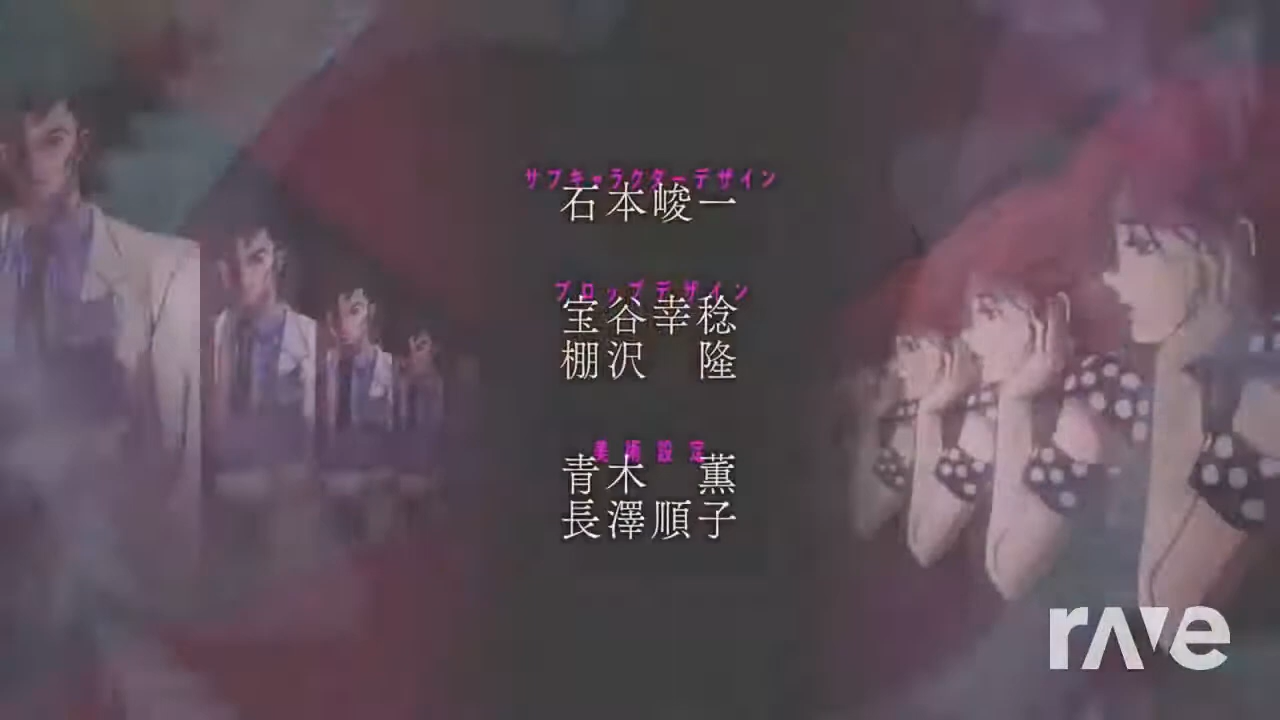 サブキャラクターデザイン
石本峻一
プロップデザイン
宝谷幸稔
棚沢　隆
美術設定
青木　薫
長澤順子
rave